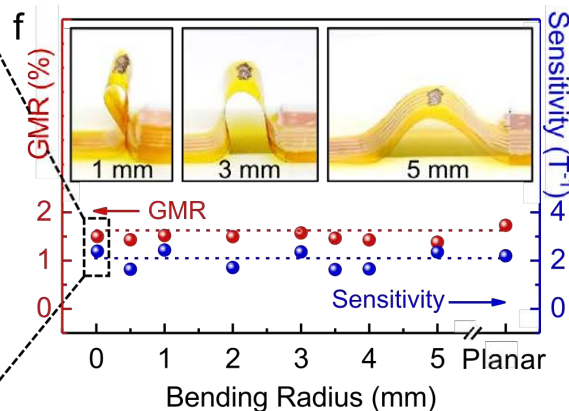 f
GMR (%)
Sensitivity (T⁻¹)
1 mm
3 mm
5 mm
GMR
Sensitivity
2
1
0
4
2
0
0 1 2 3 4 5 Planar
Bending Radius (mm)